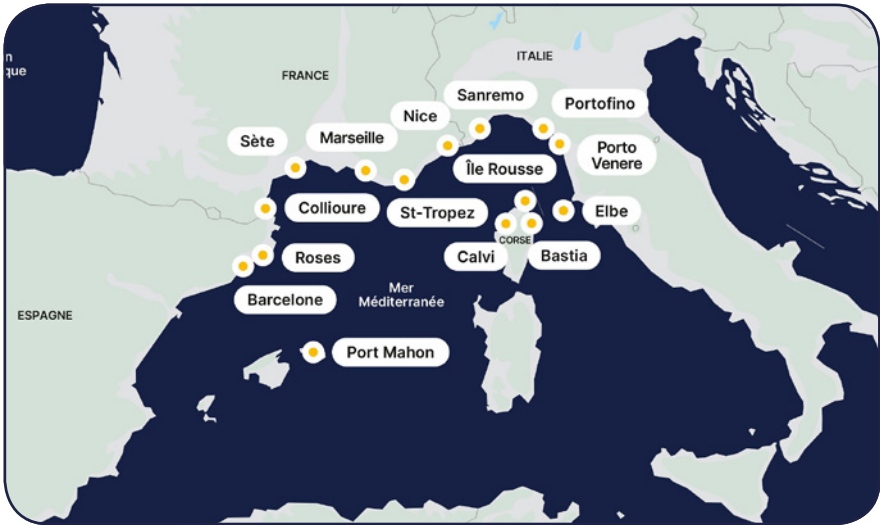 n
que
ITALIE
FRANCE
Sanremo
Portofino
Nice
Marseille
Sète
Porto
Venere
Île Rousse
Collioure
St-Tropez
Elbe
CORSE
Roses
Calvi
Bastia
Mer
Méditerranée
Barcelone
ESPAGNE
Port Mahon